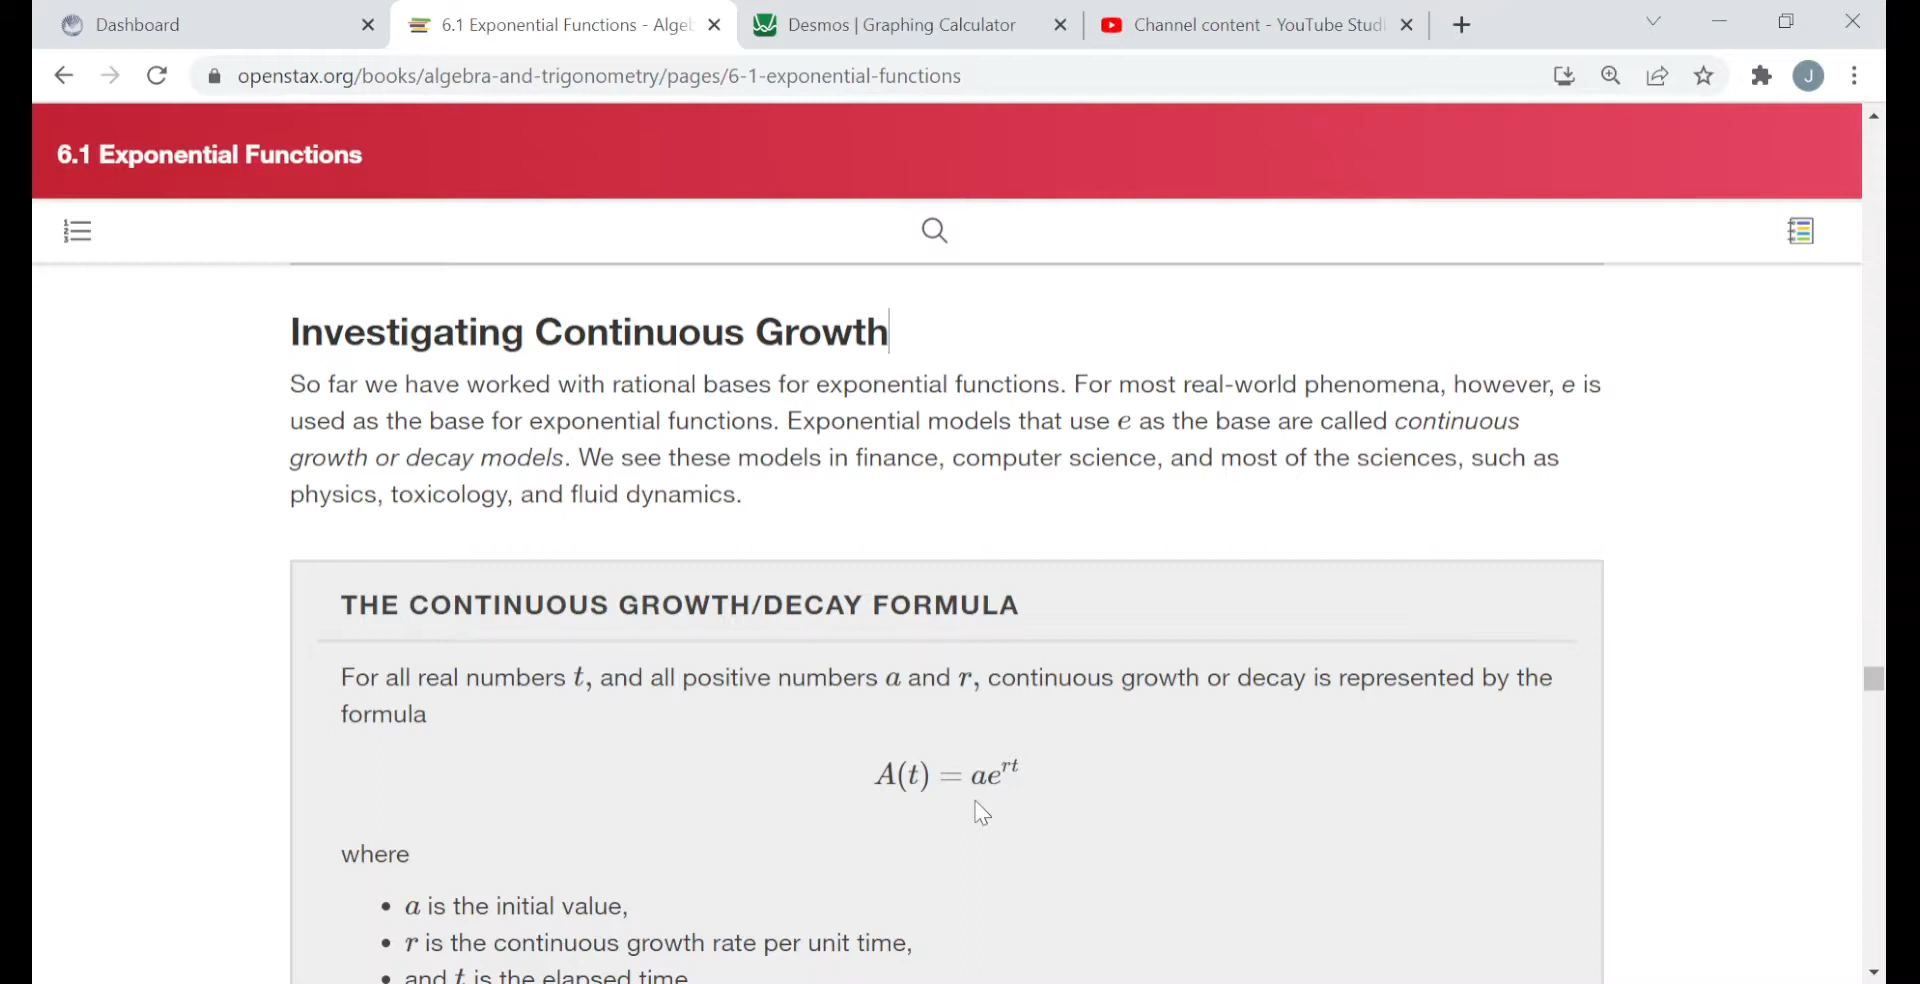 Dashboard
6.1 Exponential Functions - Algeb
Desmos | Graphing Calculator
Channel content - YouTube Studi
openstax.org/books/algebra-and-trigonometry/pages/6-1-exponential-functions
J
6.1 Exponential Functions
Investigating Continuous Growth
So far we have worked with rational bases for exponential functions. For most real-world phenomena, however, e is
used as the base for exponential functions. Exponential models that use e as the base are called continuous
growth or decay models. We see these models in finance, computer science, and most of the sciences, such as
physics, toxicology, and fluid dynamics.
THE CONTINUOUS GROWTH/DECAY FORMULA
For all real numbers t, and all positive numbers a and r, continuous growth or decay is represented by the
formula
A(t) = ae^{rt}
where
• a is the initial value,
• r is the continuous growth rate per unit time,
• and t is the elapsed time